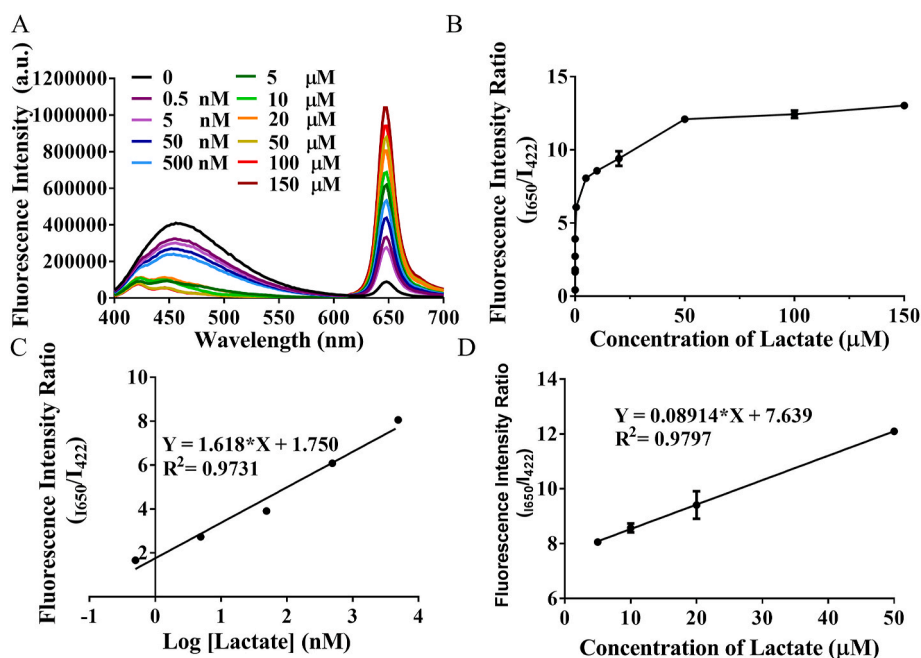 A
Fluorescence Intensity (a.u.)
1200000
1000000
800000
600000
400000
200000
0
0
0.5 nM
5 nM
50 nM
500 nM
5 μM
10 μM
20 μM
50 μM
100 μM
150 μM
400 450 500 550 600 650 700
Wavelength (nm)
B
Fluorescence Intensity Ratio
(I650/I422)
15
10
5
0
0 50 100 150
Concentration of Lactate (μM)
C
Fluorescence Intensity Ratio
(I650/I422)
10
8
6
4
2
Y = 1.618*X + 1.750
R²= 0.9731
-1 0 1 2 3 4
Log [Lactate] (nM)
D
Fluorescence Intensity Ratio
(I650/I422)
14
12
10
8
6
Y = 0.08914*X + 7.639
R²= 0.9797
0 10 20 30 40 50
Concentration of Lactate (μM)